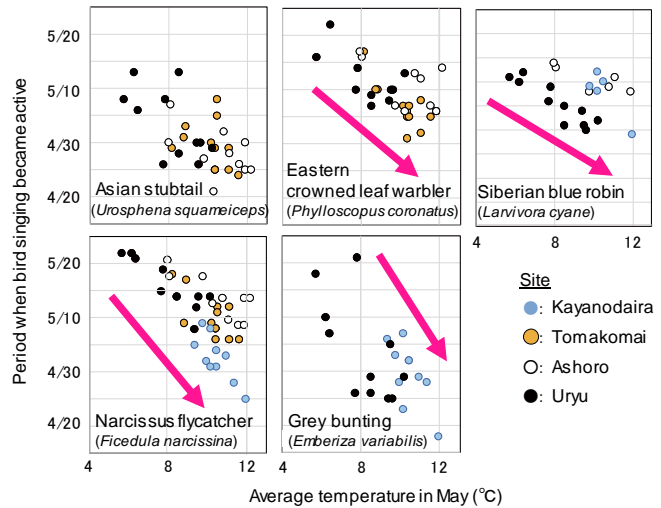 Period when bird singing became active
5/20
5/10
4/30
4/20
Asian stubtail
(Urosphena squameiceps)
Eastern
crowned leaf warbler
(Phylloscopus coronatus)
Siberian blue robin
(Larvivora cyane)
4
8
12
5/20
5/10
4/30
4/20
Narcissus flycatcher
(Ficedula narcissina)
Grey bunting
(Emberiza variabilis)
4
8
12
4
8
12
Site
: Kayanodaira
: Tomakomai
: Ashoro
: Uryu
Average temperature in May (°C)